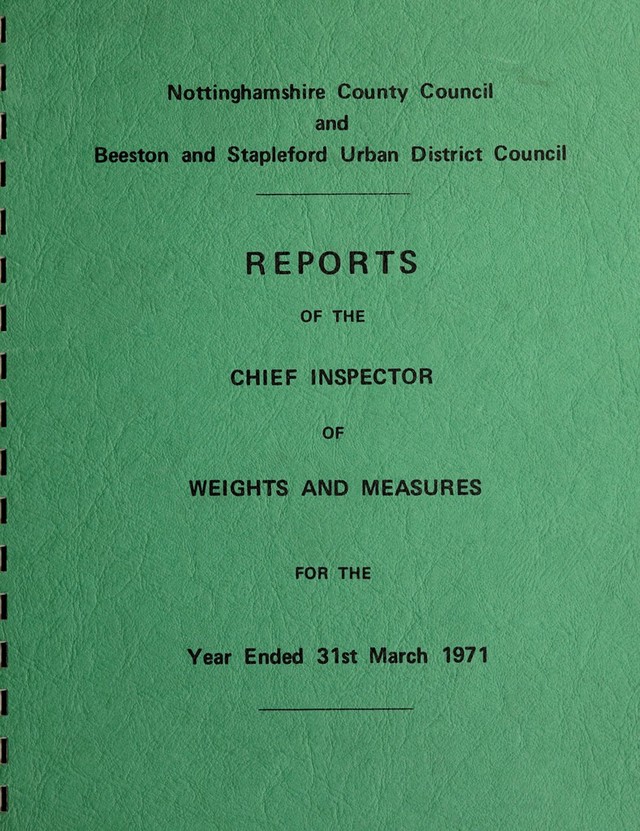 Nottinghamshire County Council
and
Beeston and Stapleford Urban District Council
REPORTS
OF THE
CHIEF INSPECTOR
OF
WEIGHTS AND MEASURES
FOR THE
Year Ended 31st March 1971